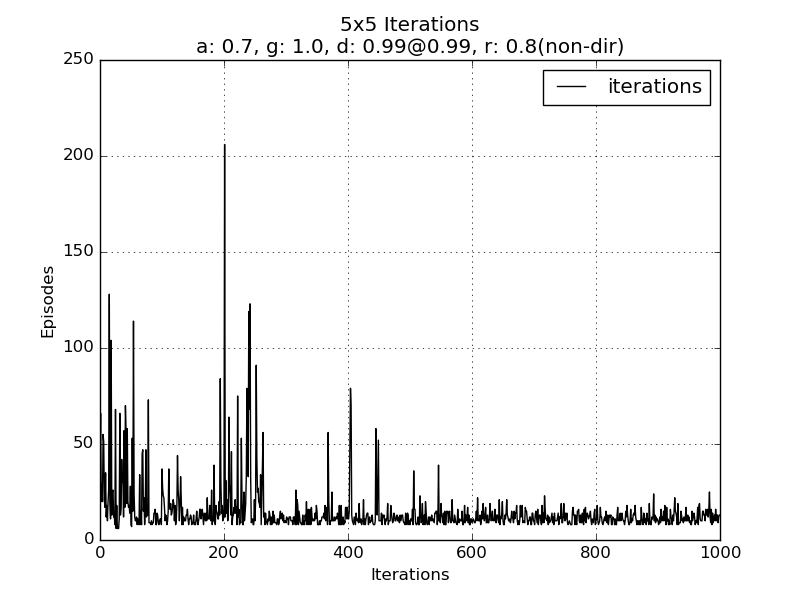 5x5 Iterations
a: 0.7, g: 1.0, d: 0.99@0.99, r: 0.8(non-dir)
250
iterations
200
150
Episodes
100
50
0
0 200 400 600 800 1000
Iterations